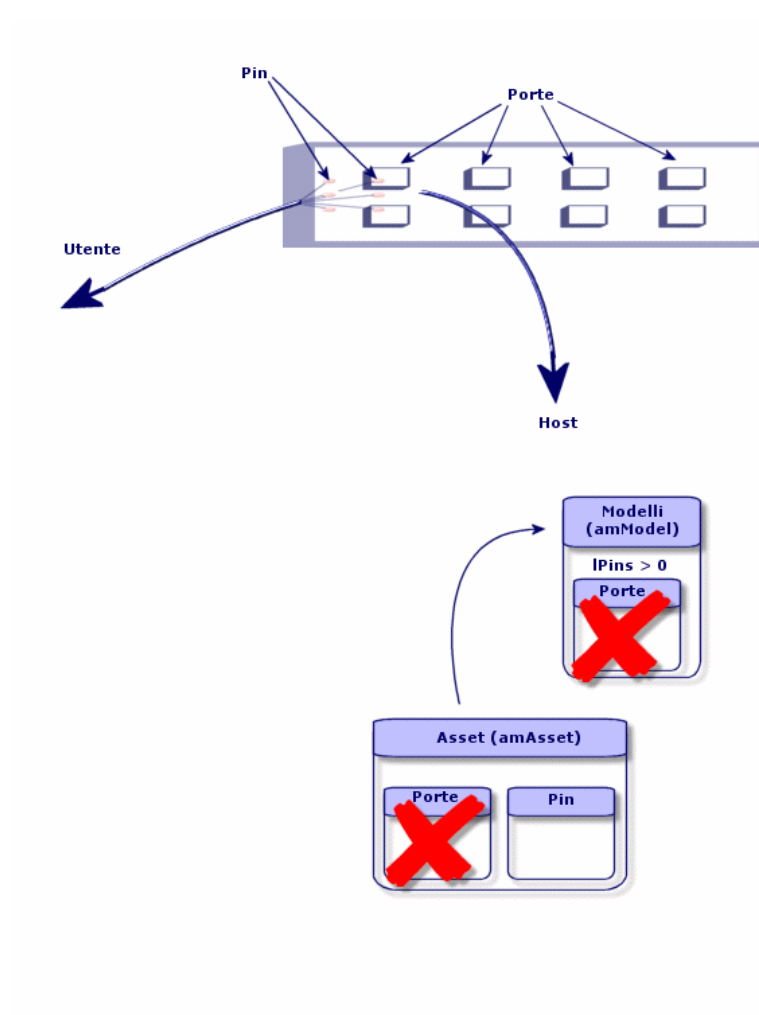 Pin
Porte
Utente
Host
Modelli
(amModel)
lPins > 0
Porte
Asset (amAsset)
Porte
Pin